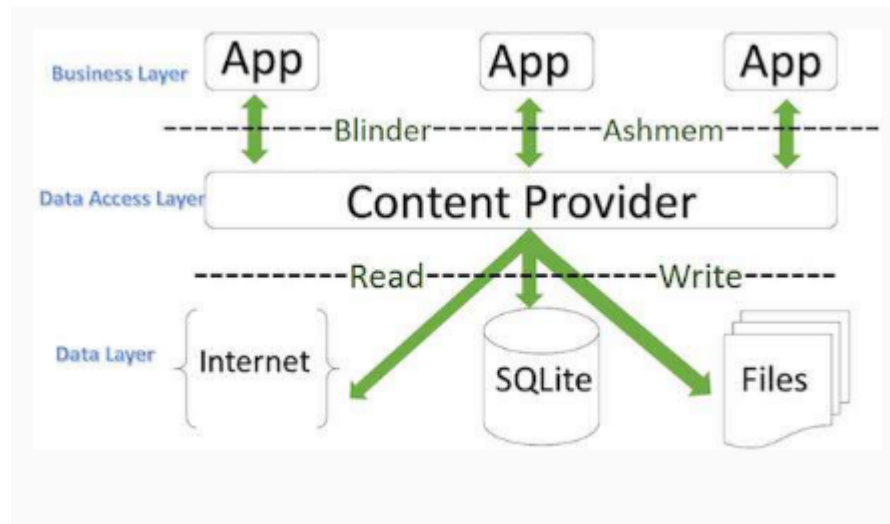 Business Layer App App App
Blinder Ashmem
Data Access Layer Content Provider
Read Write
Data Layer Internet SQLite Files